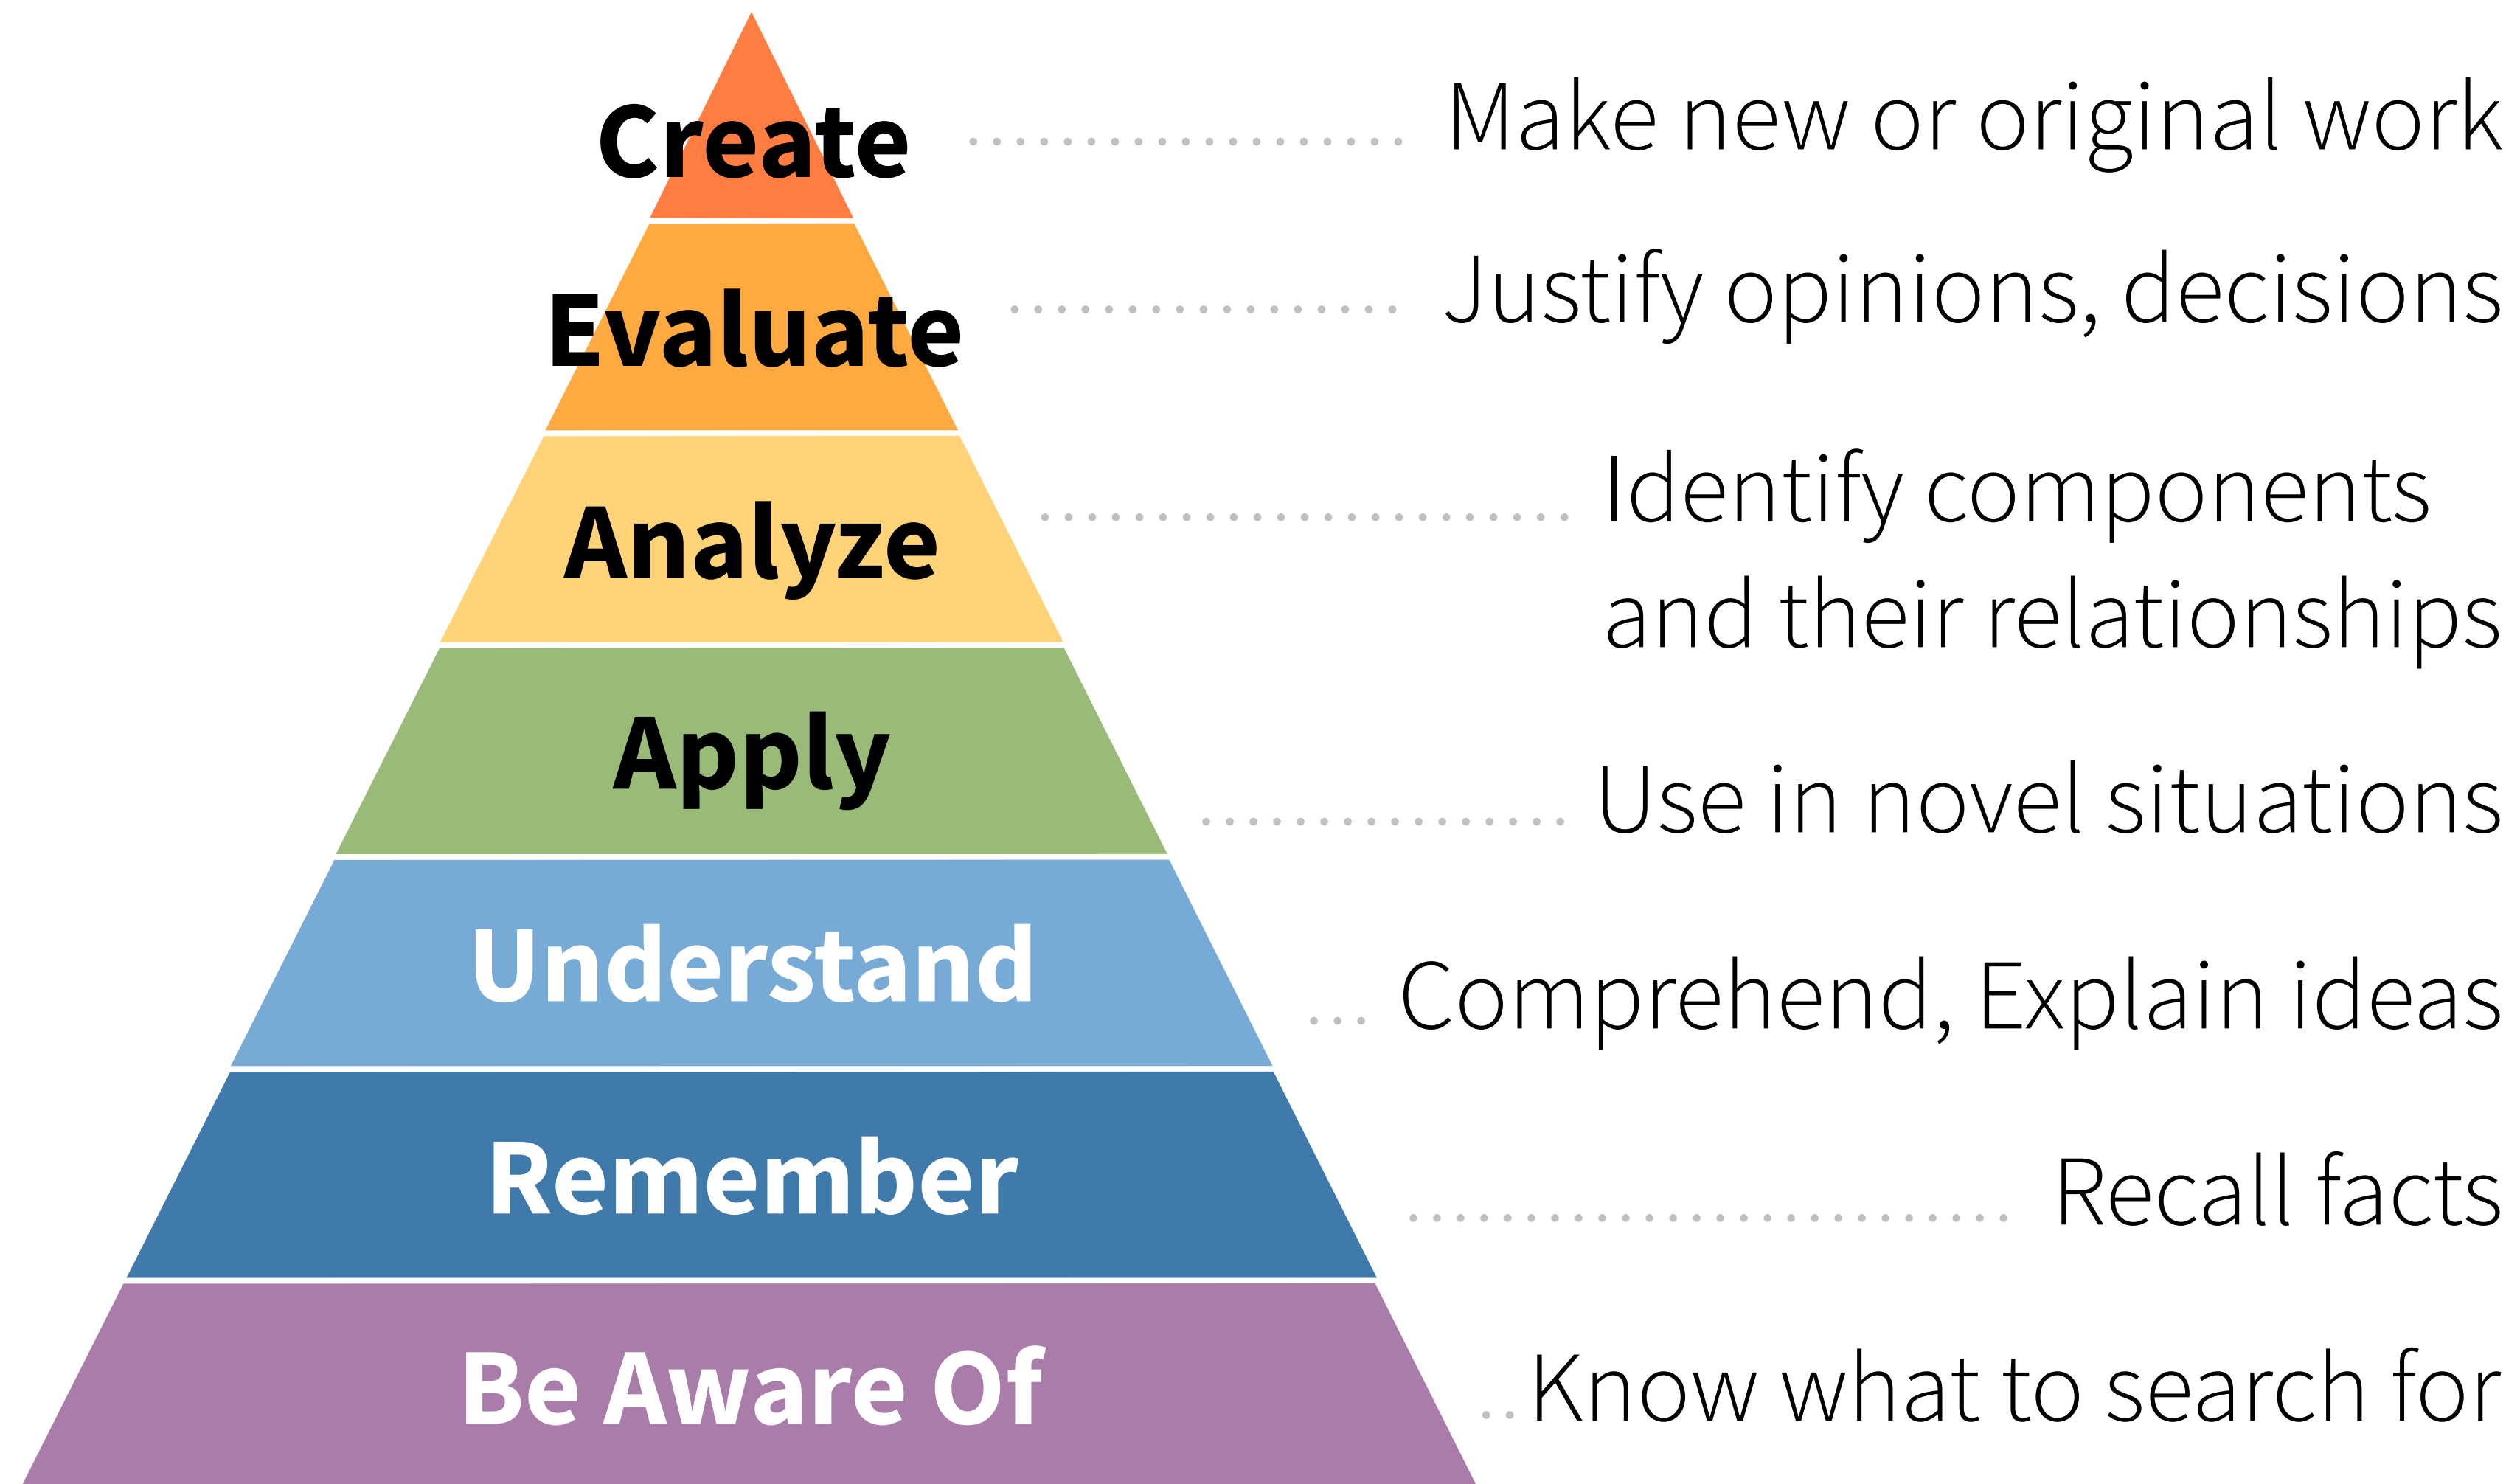 Create
Make new or original work
Evaluate
Justify opinions, decisions
Analyze
Identify components
and their relationships
Apply
Use in novel situations
Understand
Comprehend, Explain ideas
Remember
Recall facts
Be Aware Of
Know what to search for